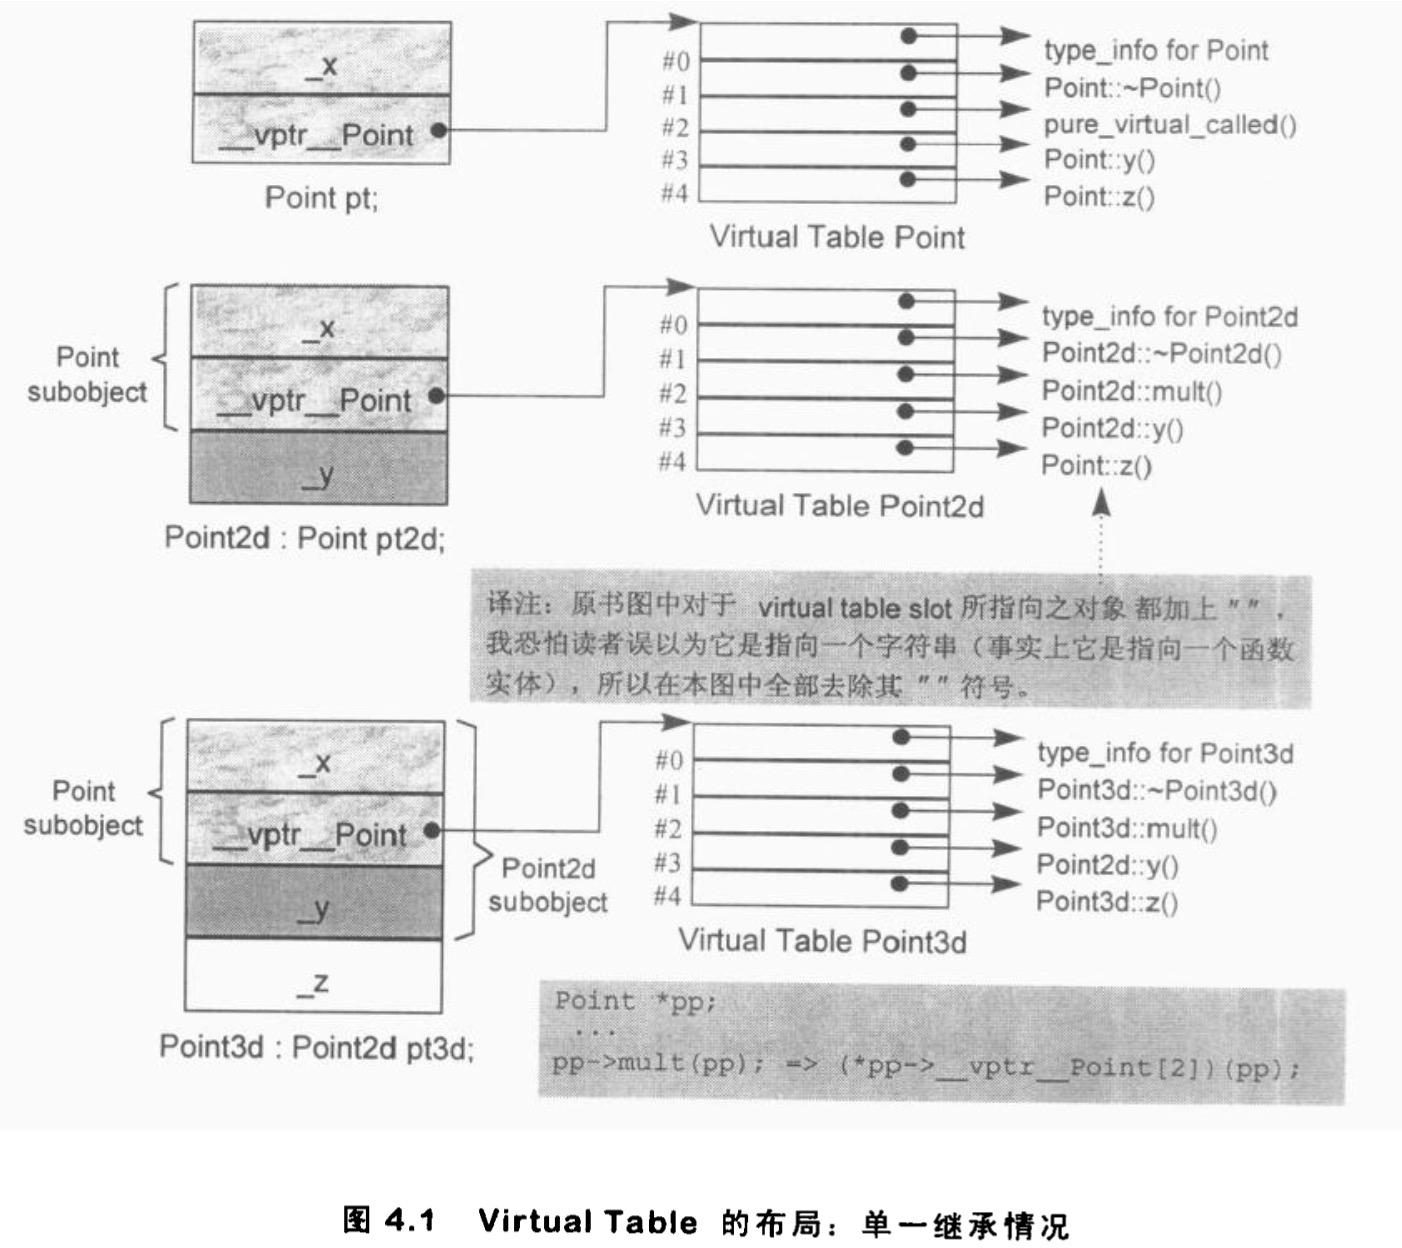 _x
__vptr__Point
Point pt;
#0
#1
#2
#3
#4
type_info for Point
Point::~Point()
pure_virtual_called()
Point::y()
Point::z()
Virtual Table Point
Point
subobject
_x
__vptr__Point
_y
Point2d : Point pt2d;
#0
#1
#2
#3
#4
type_info for Point2d
Point2d::~Point2d()
Point2d::mult()
Point2d::y()
Point::z()
Virtual Table Point2d
译注：原书图中对于 virtual table slot 所指向之对象 都加上 " "，
我恐怕读者误以为它是指向一个字符串（事实上它是指向一个函数
实体），所以在本图中全部去除其 " " 符号。
Point
subobject
_x
__vptr__Point
_y
_z
Point2d
subobject
Point3d : Point2d pt3d;
#0
#1
#2
#3
#4
type_info for Point3d
Point3d::~Point3d()
Point3d::mult()
Point2d::y()
Point3d::z()
Virtual Table Point3d
Point *pp;
...
pp->mult(pp); => (*pp->__vptr__Point[2])(pp);
图 4.1 Virtual Table 的布局：单一继承情况